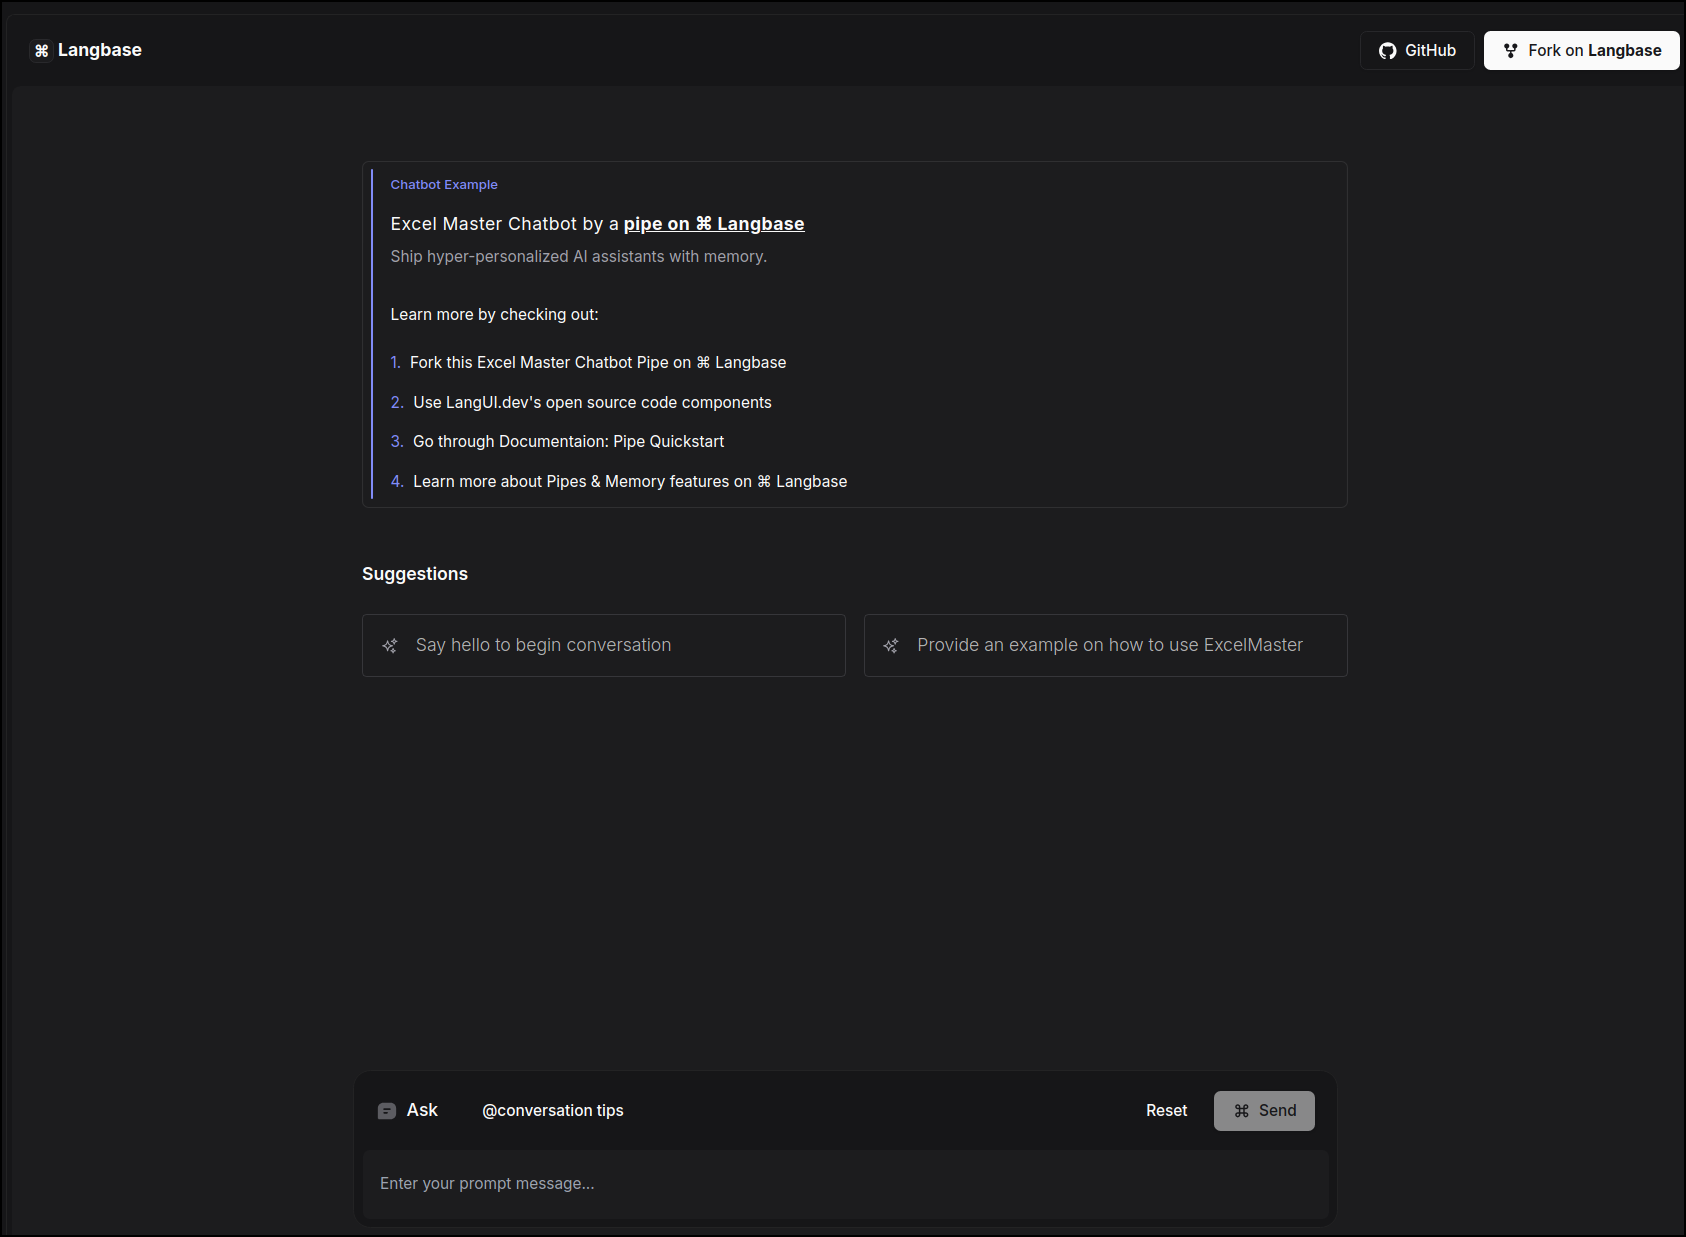 ⌘ Langbase
GitHub
Fork on Langbase
Chatbot Example
Excel Master Chatbot by a pipe on ⌘ Langbase
Ship hyper-personalized AI assistants with memory.
Learn more by checking out:
1. Fork this Excel Master Chatbot Pipe on ⌘ Langbase
2. Use LangUI.dev's open source code components
3. Go through Documentaion: Pipe Quickstart
4. Learn more about Pipes & Memory features on ⌘ Langbase
Suggestions
Say hello to begin conversation
Provide an example on how to use ExcelMaster
Ask
@conversation tips
Reset
⌘ Send
Enter your prompt message...